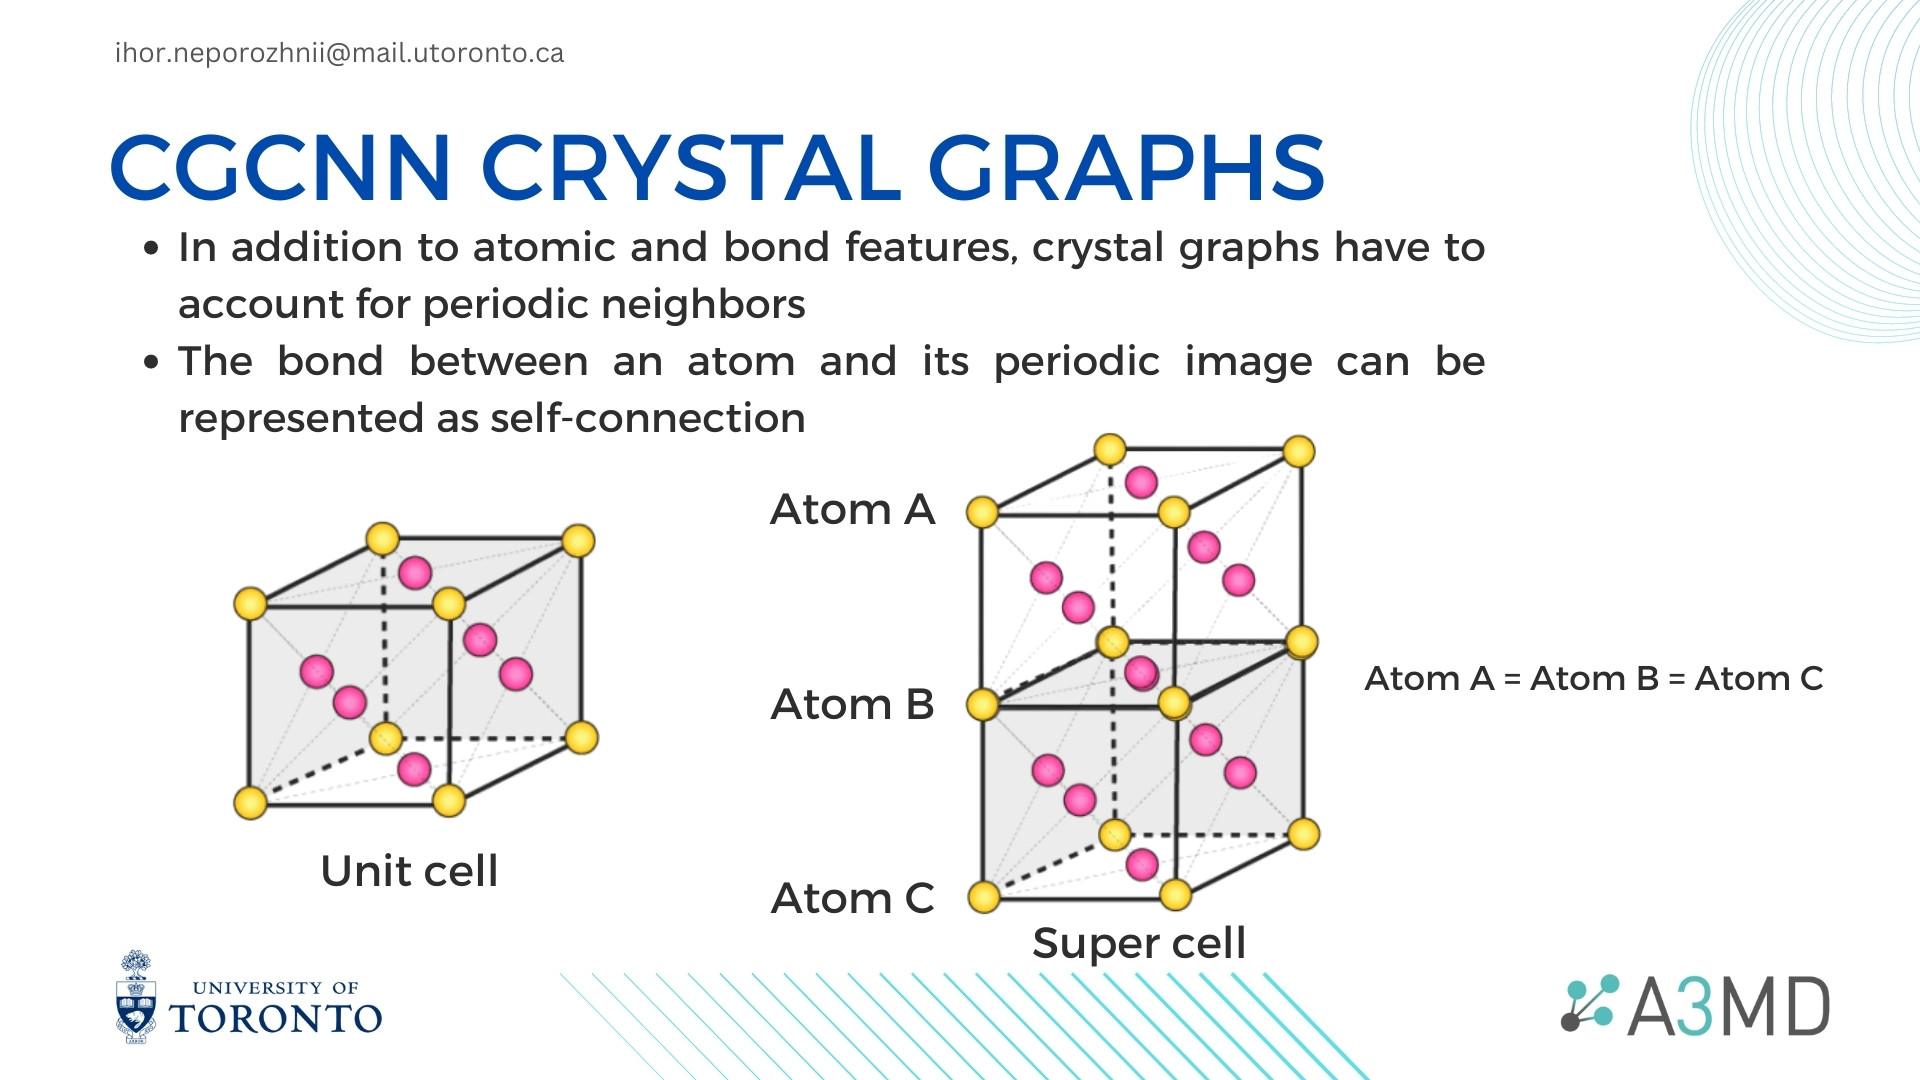 ihor.neporozhnii@mail.utoronto.ca
CGCNN CRYSTAL GRAPHS
• In addition to atomic and bond features, crystal graphs have to
account for periodic neighbors
• The bond between an atom and its periodic image can be
represented as self-connection
Atom A
Atom B
Atom A = Atom B = Atom C
Unit cell
Atom C
Super cell
UNIVERSITY OF
TORONTO
A3MD